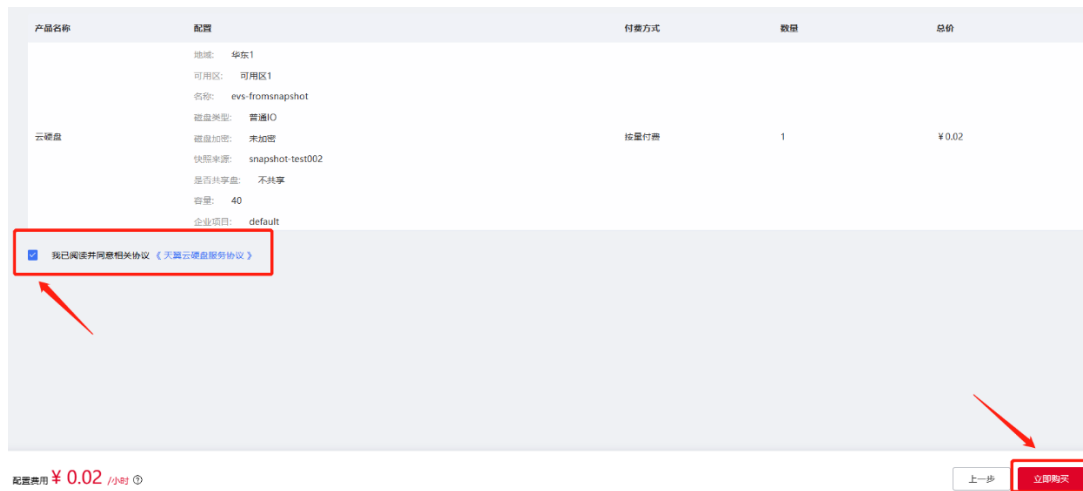 产品名称 配置 付费方式 数量 总价
地域: 华东1
可用区: 可用区1
名称: evs-fromsnapshot
磁盘类型: 普通IO
云硬盘 磁盘加密: 未加密 按量付费 1 ¥0.02
快照来源: snapshot-test002
是否共享盘: 不共享
容量: 40
企业项目: default
我已阅读并同意相关协议《天翼云硬盘服务协议》
配置费用 ¥ 0.02 /小时 上一步 立即购买